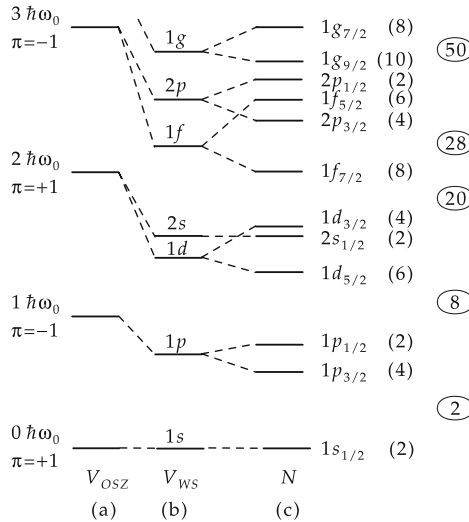 3 ħω₀
π=−1
1g
1g₇/₂ (8)
50
1g₉/₂ (10)
2p
2p₁/₂ (2)
1f₅/₂ (6)
2p₃/₂ (4)
1f
28
2 ħω₀
π=+1
1f₇/₂ (8)
20
2s
1d
1d₃/₂ (4)
2s₁/₂ (2)
1d₅/₂ (6)
1 ħω₀
π=−1
8
1p
1p₁/₂ (2)
1p₃/₂ (4)
2
0 ħω₀
π=+1
1s
1s₁/₂ (2)
V_OSZ V_WS N
(a) (b) (c)